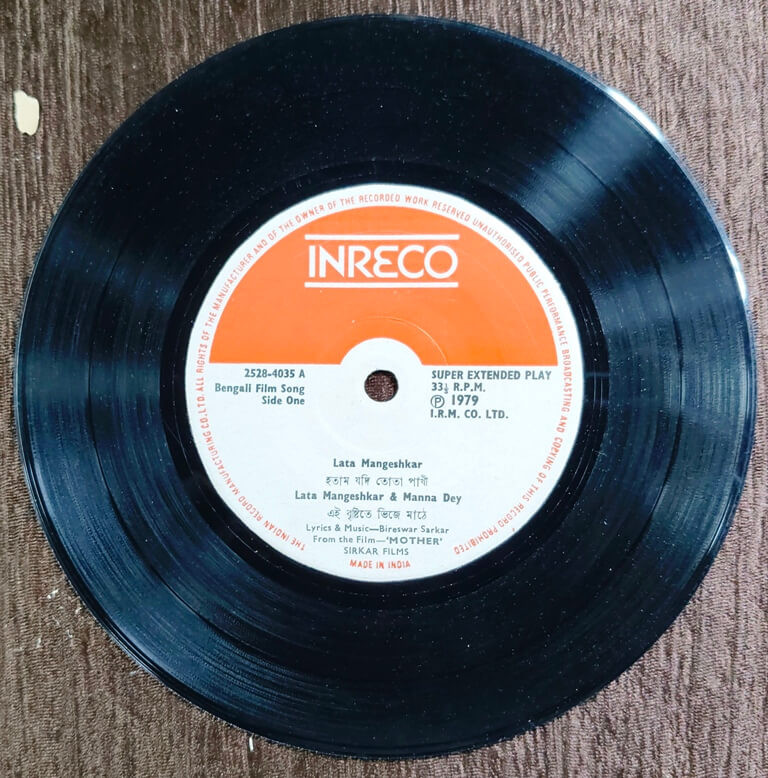 THE INDIAN RECORD MANUFACTURING CO. LTD. ALL RIGHTS OF THE MANUFACTURER AND OF THE OWNER OF THE RECORDED WORK RESERVED UNAUTHORISED PUBLIC PERFORMANCE BROADCASTING AND COPYING OF THIS RECORD PROHIBITED
INRECO
2528-4035 A
Bengali Film Song
Side One
SUPER EXTENDED PLAY
33⅓ R.P.M.
Ⓟ 1979
I.R.M. CO. LTD.
Lata Mangeshkar
হতাম যদি তোতা পাখী
Lata Mangeshkar & Manna Dey
এই বৃষ্টিতে ভিজে মাঠে
Lyrics & Music—Bireswar Sarkar
From the Film—'MOTHER'
SIRKAR FILMS
MADE IN INDIA